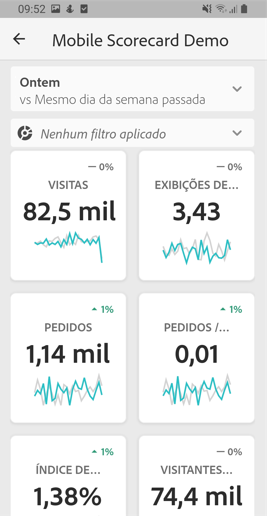 09:52
Mobile Scorecard Demo
Ontem
vs Mesmo dia da semana passada
Nenhum filtro aplicado
0%
VISITAS
82,5 mil
0%
EXIBIÇÕES DE...
3,43
1%
PEDIDOS
1,14 mil
1%
PEDIDOS /...
0,01
1%
ÍNDICE DE...
1,38%
0%
VISITANTES...
74,4 mil